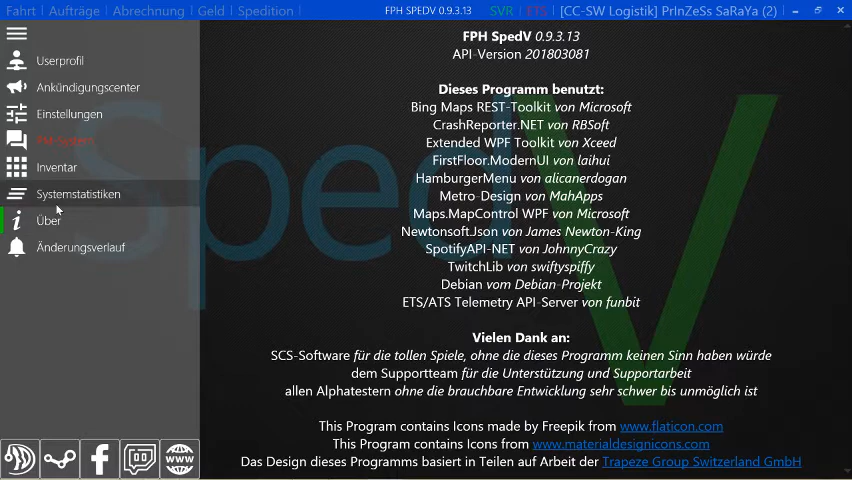 Fahrt | Aufträge | Abrechnung | Geld | Spedition |
FPH SPEDV 0.9.3.13
SVR | ETS | [CC-SW Logistik] PrInZeSs SaRaYa (2)
Userprofil
Ankündigungscenter
Einstellungen
PM-System
Inventar
Systemstatistiken
Über
Änderungsverlauf
WWW
SpedV
FPH SpedV 0.9.3.13
API-Version 201803081
Dieses Programm benutzt:
Bing Maps REST-Toolkit von Microsoft
CrashReporter.NET von RBSoft
Extended WPF Toolkit von Xceed
FirstFloor.ModernUI von laihui
HamburgerMenu von alicanerdogan
Metro-Design von MahApps
Maps.MapControl WPF von Microsoft
Newtonsoft.Json von James Newton-King
SpotifyAPI-NET von JohnnyCrazy
TwitchLib von swiftyspiffy
Debian vom Debian-Projekt
ETS/ATS Telemetry API-Server von funbit
Vielen Dank an:
SCS-Software für die tollen Spiele, ohne die dieses Programm keinen Sinn haben würde
dem Supportteam für die Unterstützung und Supportarbeit
allen Alphatestern ohne die brauchbare Entwicklung sehr schwer bis unmöglich ist
This Program contains Icons made by Freepik from www.flaticon.com
This Program contains Icons from www.materialdesignicons.com
Das Design dieses Programms basiert in Teilen auf Arbeit der Trapeze Group Switzerland GmbH